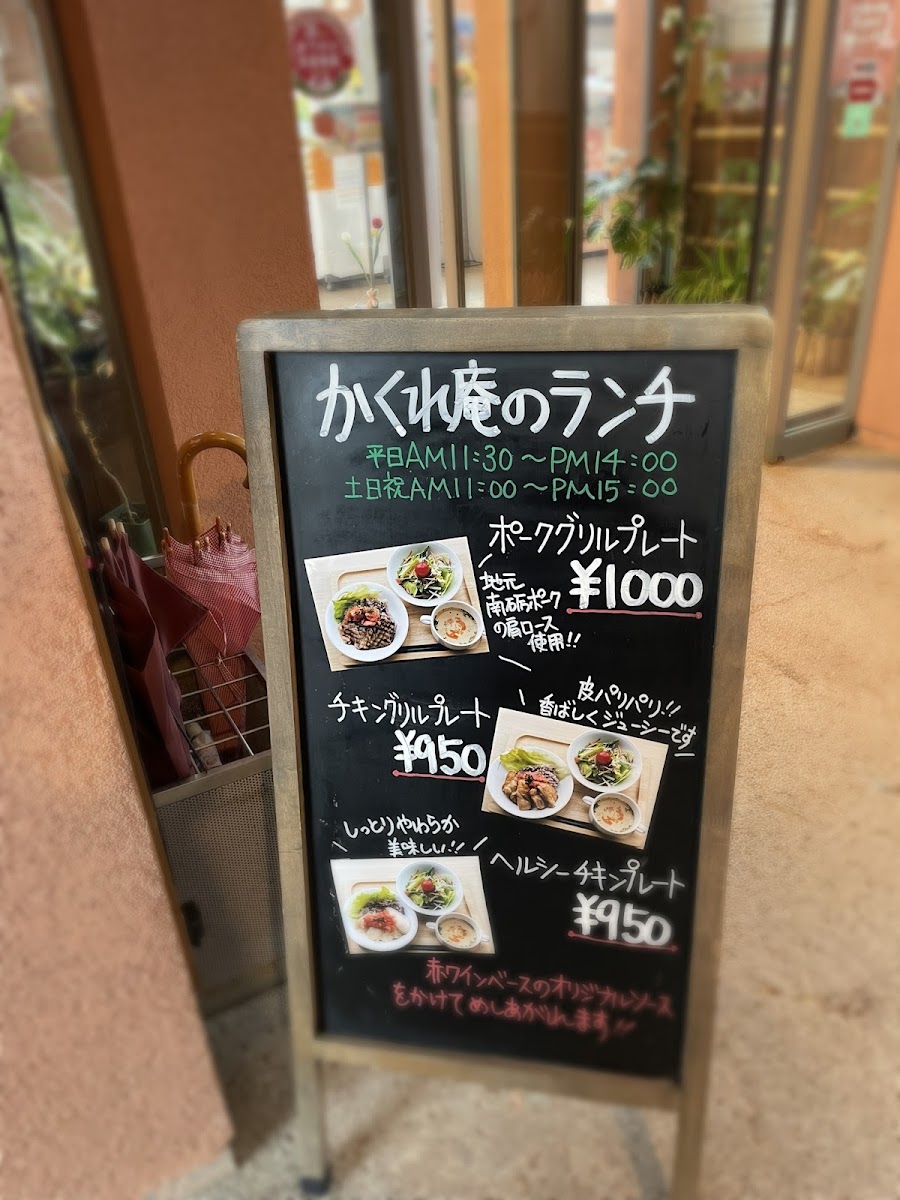 かくれ庵のランチ
平日AM11:30～PM14:00
土日祝AM11:00～PM15:00
ポークグリルプレート
¥1000
地元
南砺ポーク
の肩ロース
使用!!
チキングリルプレート
¥950
皮パリパリ!!
香ばしくジューシーです
しっとりやわらか
美味しい!!
ヘルシーチキンプレート
¥950
赤ワインベースのオリジナルソース
をかけてめしあがれます!!